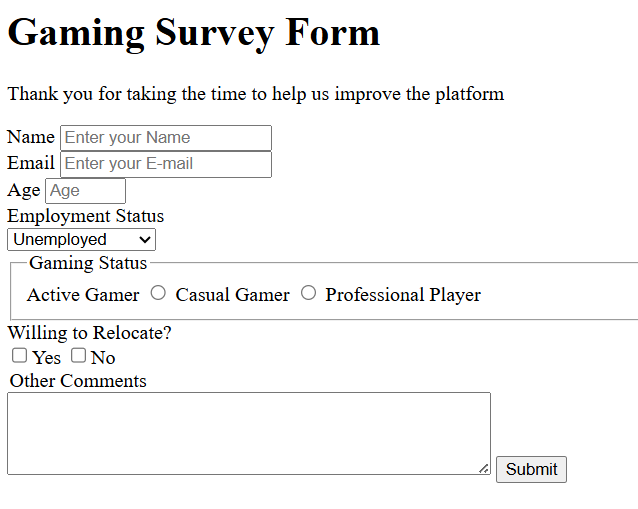 Gaming Survey Form
Thank you for taking the time to help us improve the platform
Name Enter your Name
Email Enter your E-mail
Age Age
Employment Status
Unemployed
Gaming Status
Active Gamer Casual Gamer Professional Player
Willing to Relocate?
Yes No
Other Comments
Submit